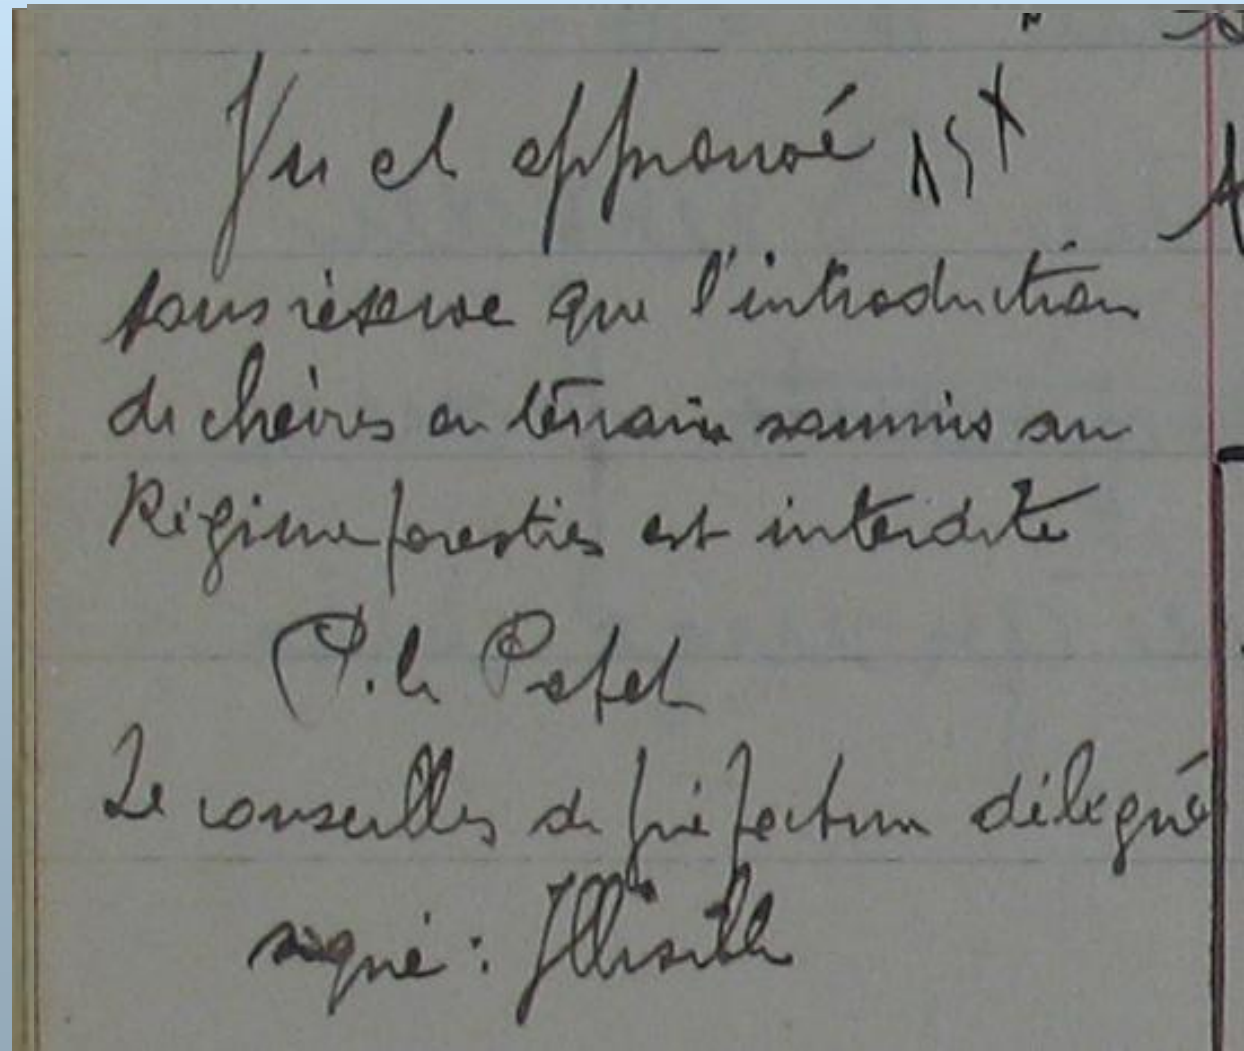 Vu et approuvé
sous réserve que l'introduction
de chèvres en terrain soumis au
Régime forestier est interdite
P. le Préfet
Le conseiller de préfecture délégué
signé : Illisible